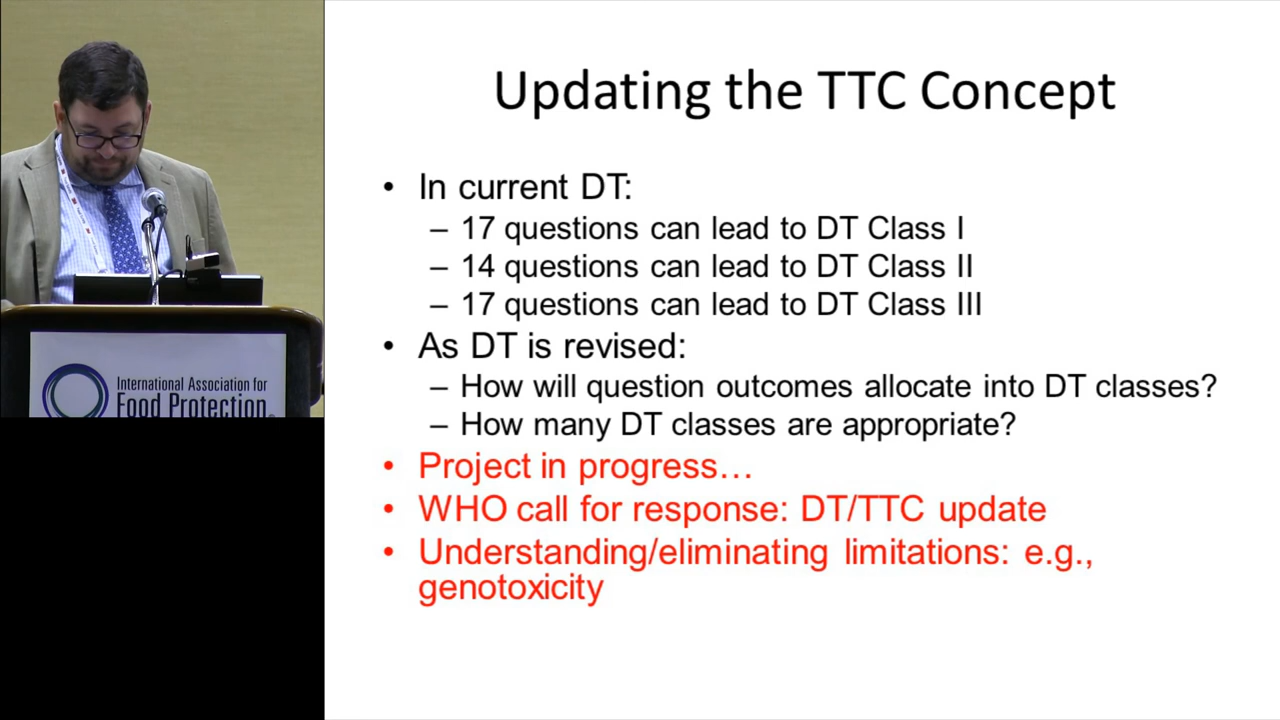 Updating the TTC Concept
• In current DT:
– 17 questions can lead to DT Class I
– 14 questions can lead to DT Class II
– 17 questions can lead to DT Class III
• As DT is revised:
– How will question outcomes allocate into DT classes?
– How many DT classes are appropriate?
• Project in progress…
• WHO call for response: DT/TTC update
• Understanding/eliminating limitations: e.g.,
genotoxicity
International Association for
Food Protection